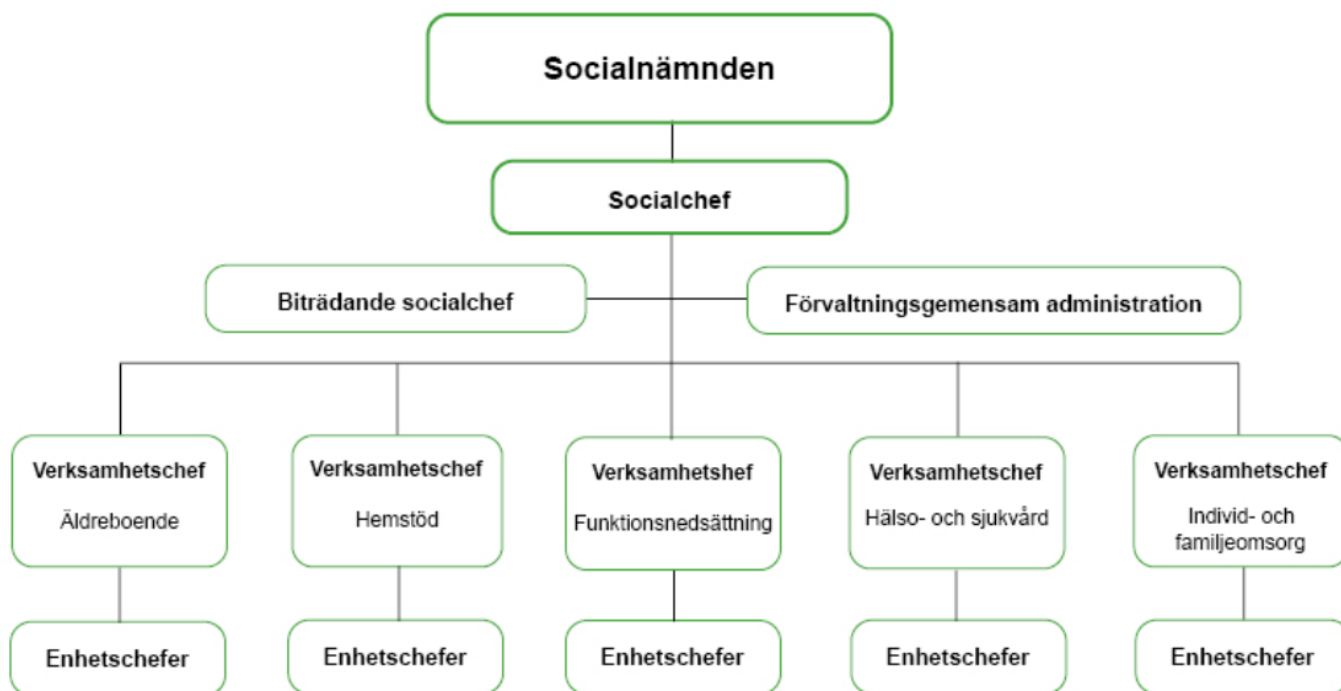 Socialnämnden
Socialchef
Biträdande socialchef
Förvaltningsgemensam administration
Verksamhetschef
Äldreboende
Verksamhetschef
Hemstöd
Verksamhetshef
Funktionsnedsättning
Verksamhetschef
Hälso- och sjukvård
Verksamhetschef
Individ- och
familjeomsorg
Enhetschefer
Enhetschefer
Enhetschefer
Enhetschefer
Enhetschefer